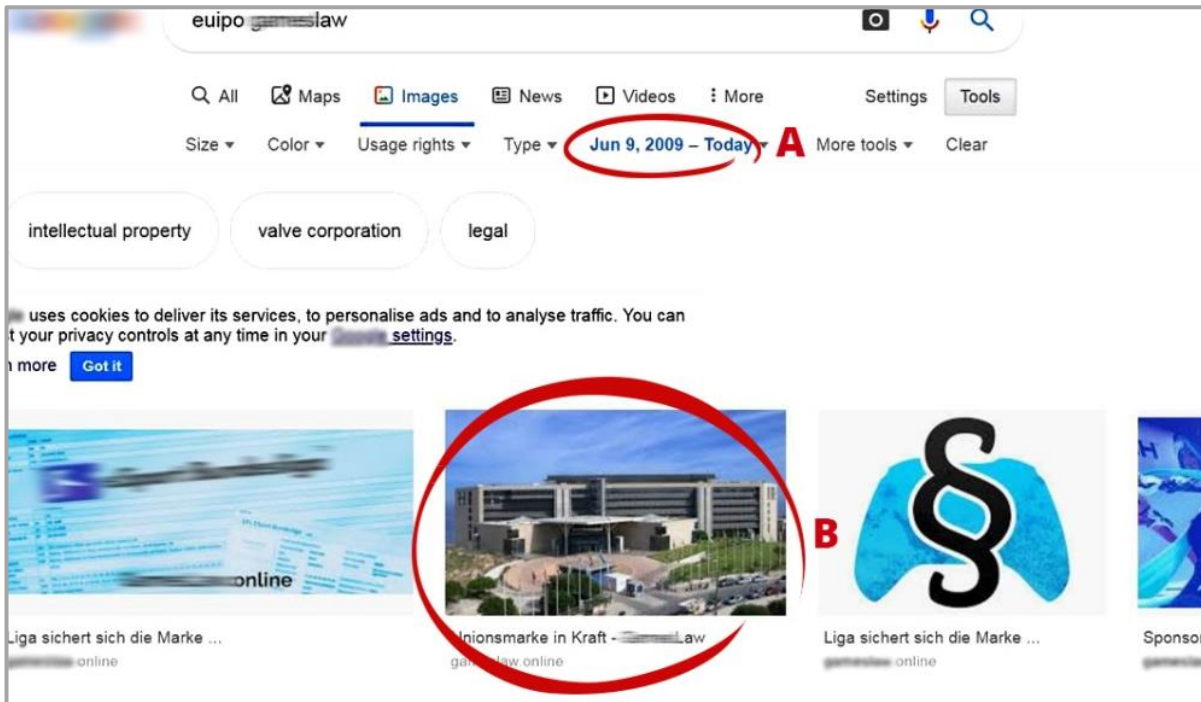 euipo law
All Maps Images News Videos More Settings Tools
Size Color Usage rights Type Jun 9, 2009 – Today A More tools Clear
intellectual property valve corporation legal
uses cookies to deliver its services, to personalise ads and to analyse traffic. You can
your privacy controls at any time in your settings.
more Got it
online
B
§
H
Liga sichert sich die Marke ...
Unionsmarke in Kraft - Law
Liga sichert sich die Marke ...
Sponsor
online
law.online
online